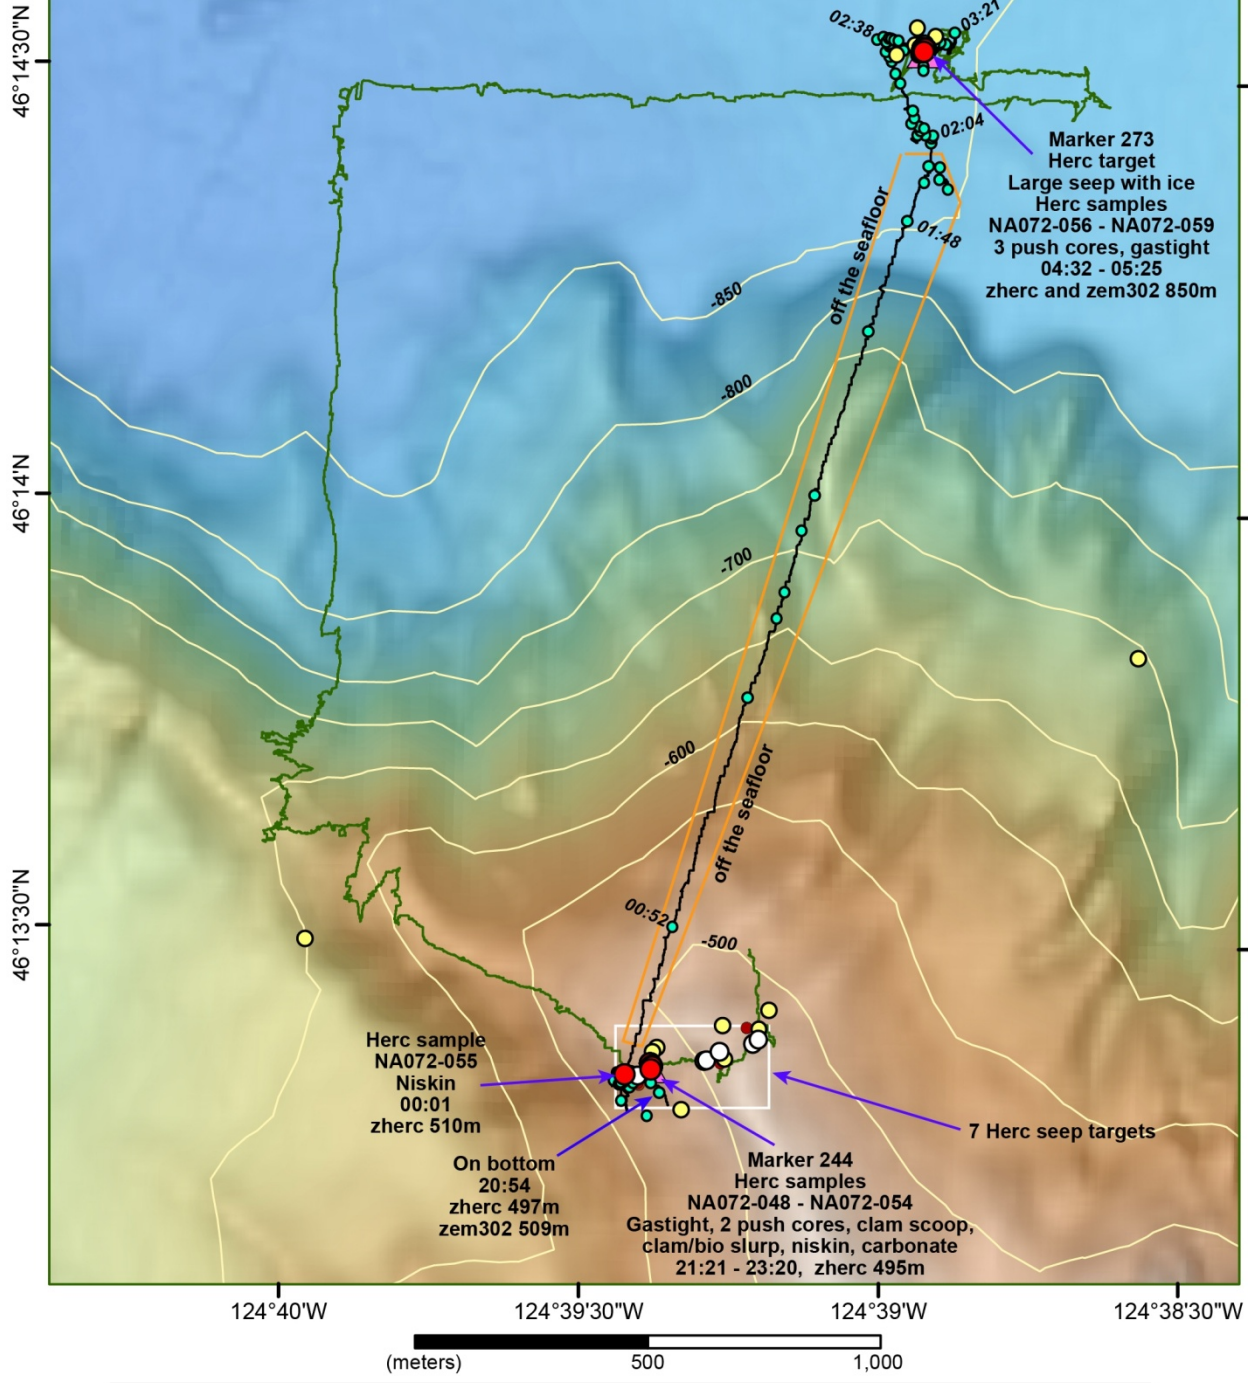 46°14'30"N
02:38
03:21
02:04
Marker 273
Herc target
Large seep with ice
Herc samples
NA072-056 - NA072-059
3 push cores, gastight
04:32 - 05:25
zherc and zem302 850m
off the seafloor
01:48
-850
-800
46°14'N
-700
-600
off the seafloor
00:52
-500
46°13'30"N
Herc sample
NA072-055
Niskin
00:01
zherc 510m
7 Herc seep targets
On bottom
20:54
zherc 497m
zem302 509m
Marker 244
Herc samples
NA072-048 - NA072-054
Gastight, 2 push cores, clam scoop,
clam/bio slurp, niskin, carbonate
21:21 - 23:20, zherc 495m
124°40'W
124°39'30"W
124°39'W
124°38'30"W
(meters)
500
1,000